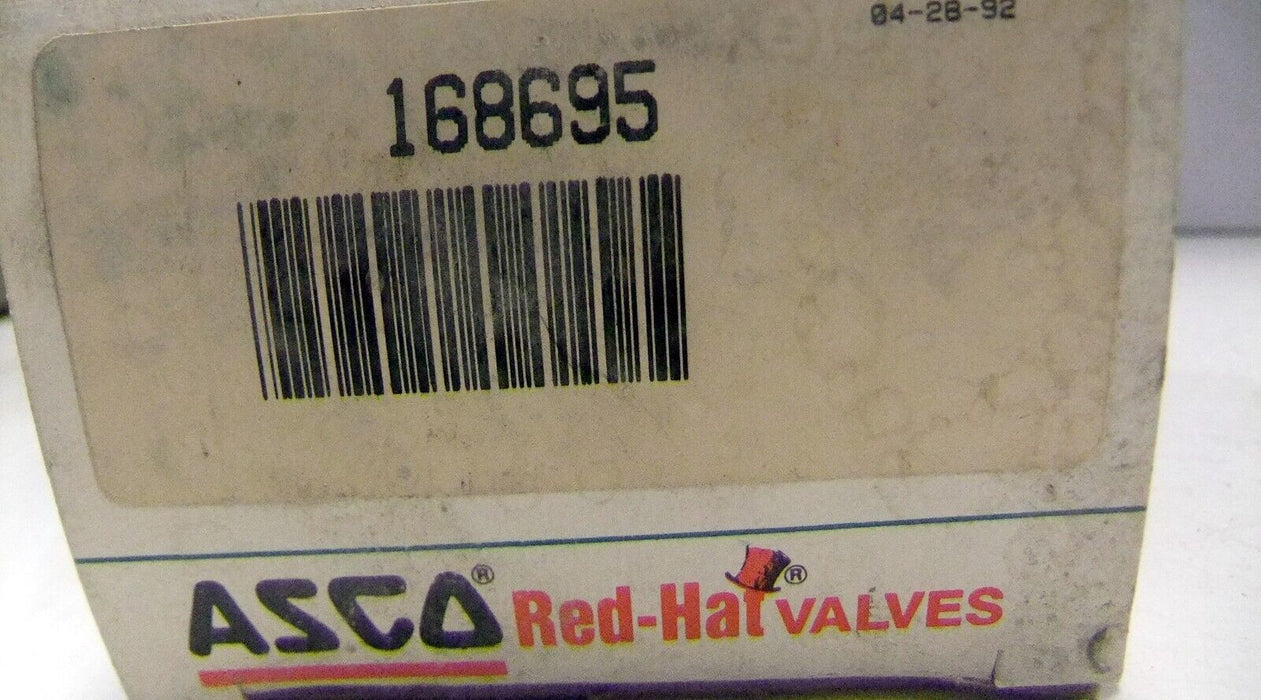 04-28-92
168695
ASCO® Red-Hat® VALVES